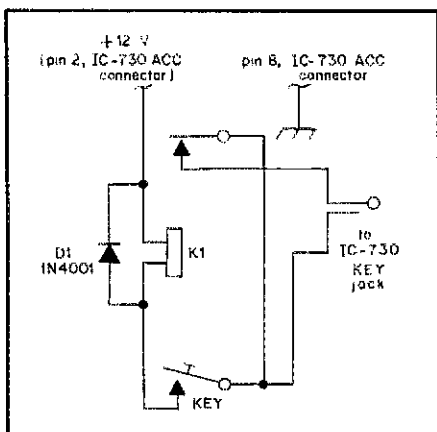 +12 V
(pin 2, IC-730 ACC
connector)
pin 8, IC-730 ACC
connector
D1
1N4001
K1
to
IC-730
KEY
jack
KEY